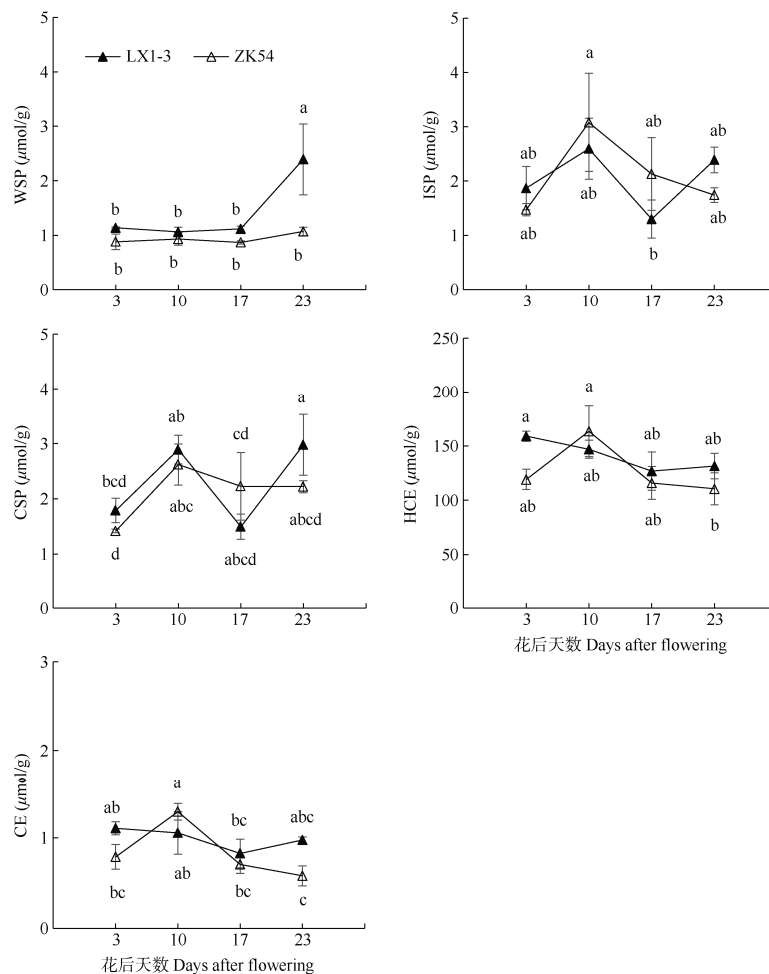 5
4
3
2
1
0
WSP (μmol/g)
LX1-3
ZK54
b
b
b
a
b
b
b
b
3
10
17
23
5
4
3
2
1
0
ISP (μmol/g)
ab
a
ab
ab
ab
ab
b
ab
3
10
17
23
5
4
3
2
1
0
CSP (μmol/g)
bcd
ab
cd
a
d
abc
abcd
abcd
3
10
17
23
250
200
150
100
50
0
HCE (μmol/g)
a
a
ab
ab
ab
ab
ab
b
3
10
17
23
花后天数 Days after flowering
3
2
1
0
CE (μmol/g)
ab
a
bc
abc
bc
ab
bc
c
3
10
17
23
花后天数 Days after flowering